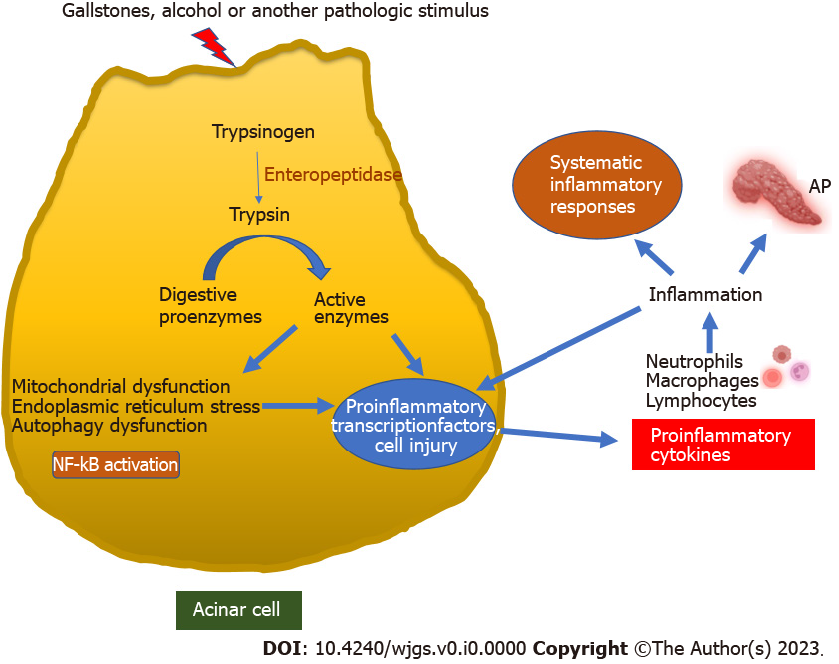 Gallstones, alcohol or another pathologic stimulus
Trypsinogen
Enteropeptidase
Trypsin
Digestive
proenzymes
Active
enzymes
Mitochondrial dysfunction
Endoplasmic reticulum stress
Autophagy dysfunction
NF-kB activation
Proinflammatory
transcriptionfactors,
cell injury
Systematic
inflammatory
responses
AP
Inflammation
Neutrophils
Macrophages
Lymphocytes
Proinflammatory
cytokines
Acinar cell
DOI: 10.4240/wjgs.v0.i0.0000 Copyright ©The Author(s) 2023.